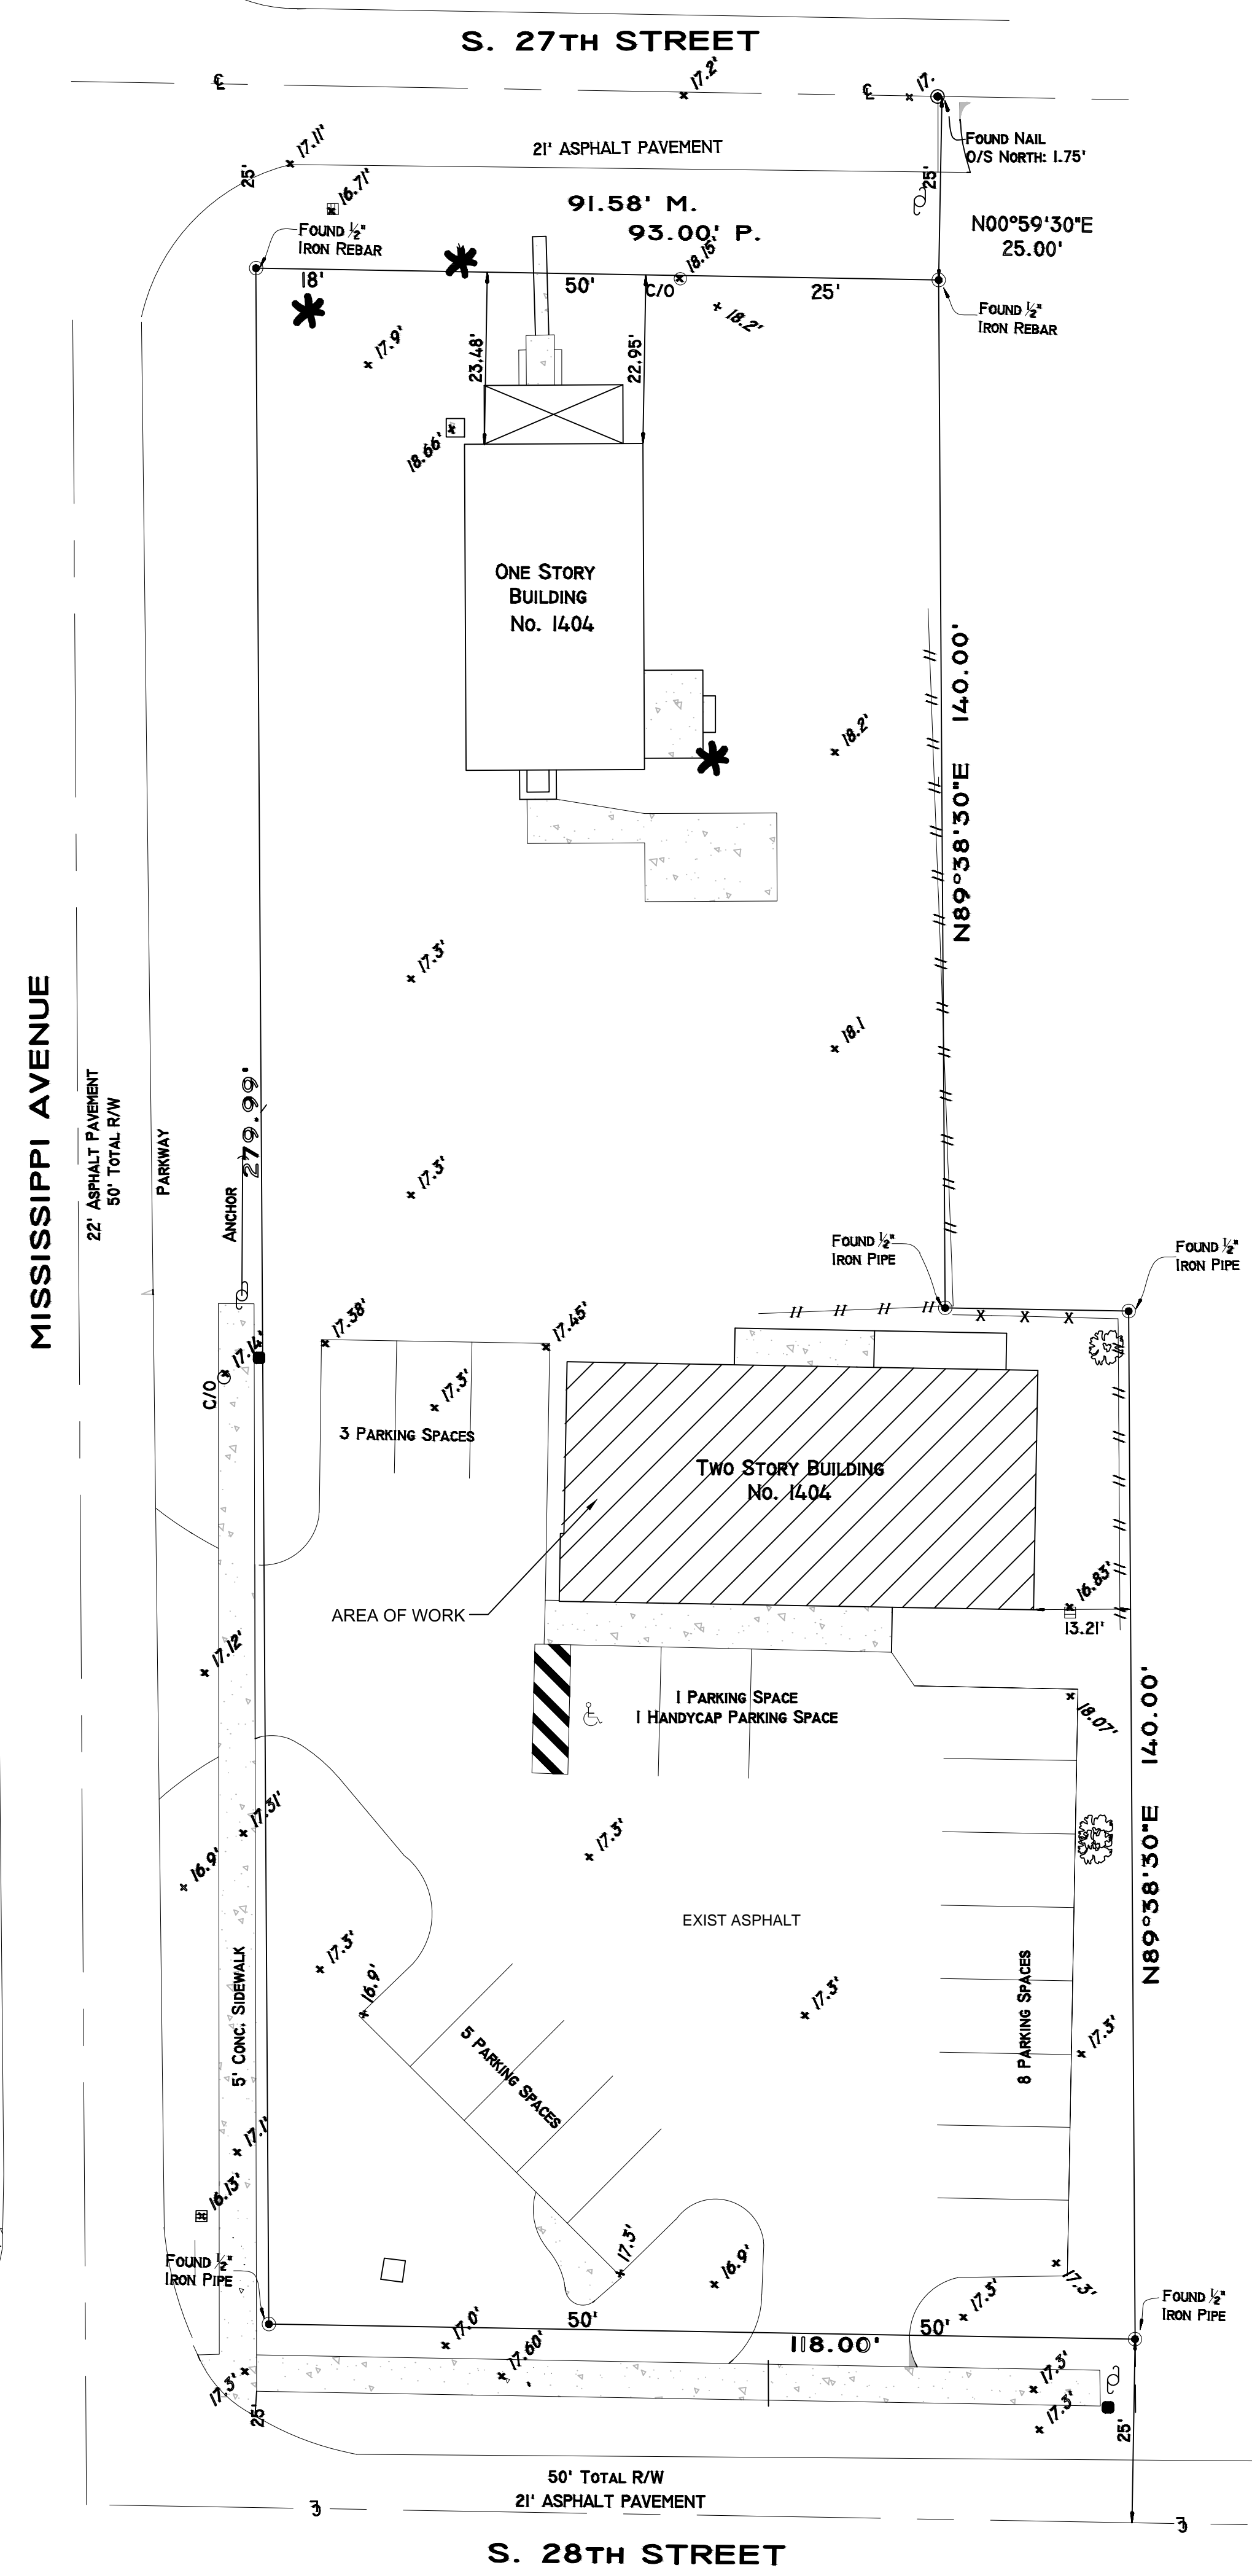 S. 27TH STREET
17.2'
17.
17.11'
25'
21' ASPHALT PAVEMENT
FOUND NAIL
O/S NORTH: 1.75'
25'
16.71'
91.58' M.
93.00' P.
N00°59'30"E
25.00'
FOUND ½"
IRON REBAR
18'
50'
C/O
18.15'
25'
18.2'
FOUND ½"
IRON REBAR
17.9'
23.48'
22.95'
18.66'
ONE STORY
BUILDING
No. 1404
18.2'
N89°38'30"E 140.00'
17.3'
18.1
MISSISSIPPI AVENUE
22' ASPHALT PAVEMENT
50' TOTAL R/W
PARKWAY
ANCHOR
279.99'
17.3'
FOUND ½"
IRON PIPE
FOUND ½"
IRON PIPE
17.14'
C/O
17.38'
17.45'
17.3'
3 PARKING SPACES
X X X
TWO STORY BUILDING
No. 1404
AREA OF WORK
16.83'
13.21'
17.12'
1 PARKING SPACE
1 HANDYCAP PARKING SPACE
18.07'
N89°38'30"E 140.00'
17.31'
16.9'
17.3'
EXIST ASPHALT
17.3'
16.9'
17.3'
8 PARKING SPACES
17.3'
5' CONC. SIDEWALK
5 PARKING SPACES
17.1'
16.13'
FOUND ½"
IRON PIPE
17.3'
16.9'
17.3'
17.3'
FOUND ½"
IRON PIPE
50'
50'
118.00'
17.0'
17.60'
17.3'
17.3'
17.3'
25'
25'
50' TOTAL R/W
21' ASPHALT PAVEMENT
S. 28TH STREET